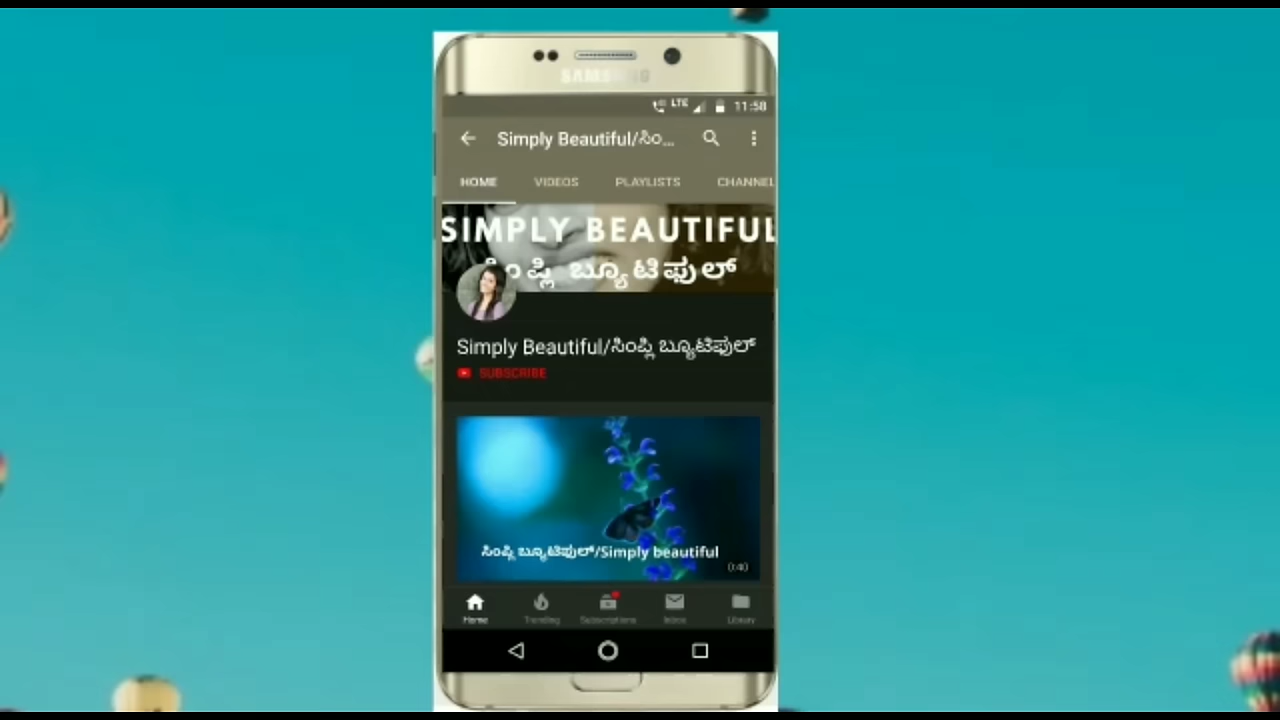 SAMSUNG
LTE 11:58
Simply Beautiful/ಸಿಂ...
HOME VIDEOS PLAYLISTS CHANNEL
SIMPLY BEAUTIFUL
ಸಿಂಪ್ಲಿ ಬ್ಯೂಟಿಫುಲ್
Simply Beautiful/ಸಿಂಪ್ಲಿ ಬ್ಯೂಟಿಫುಲ್
SUBSCRIBE
ಸಿಂಪ್ಲಿ ಬ್ಯೂಟಿಫುಲ್/Simply beautiful
0:40
Home Trending Subscriptions Inbox Library